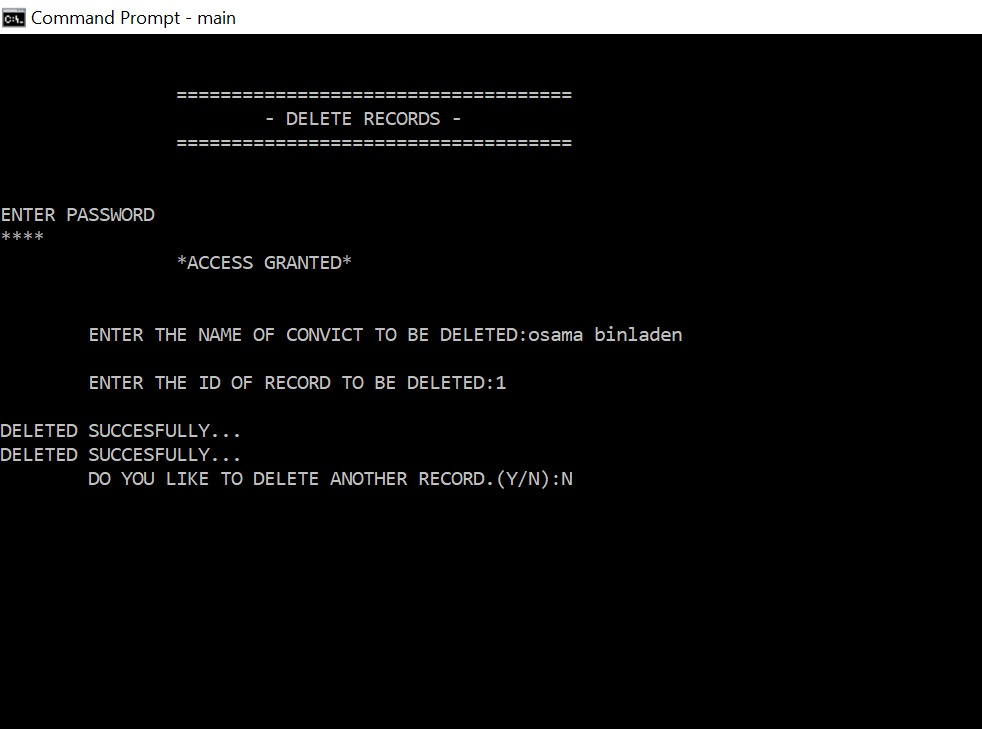 Command Prompt - main
====================================
- DELETE RECORDS -
====================================
ENTER PASSWORD
****
*ACCESS GRANTED*
ENTER THE NAME OF CONVICT TO BE DELETED:osama binladen
ENTER THE ID OF RECORD TO BE DELETED:1
DELETED SUCCESFULLY...
DELETED SUCCESFULLY...
DO YOU LIKE TO DELETE ANOTHER RECORD.(Y/N):N